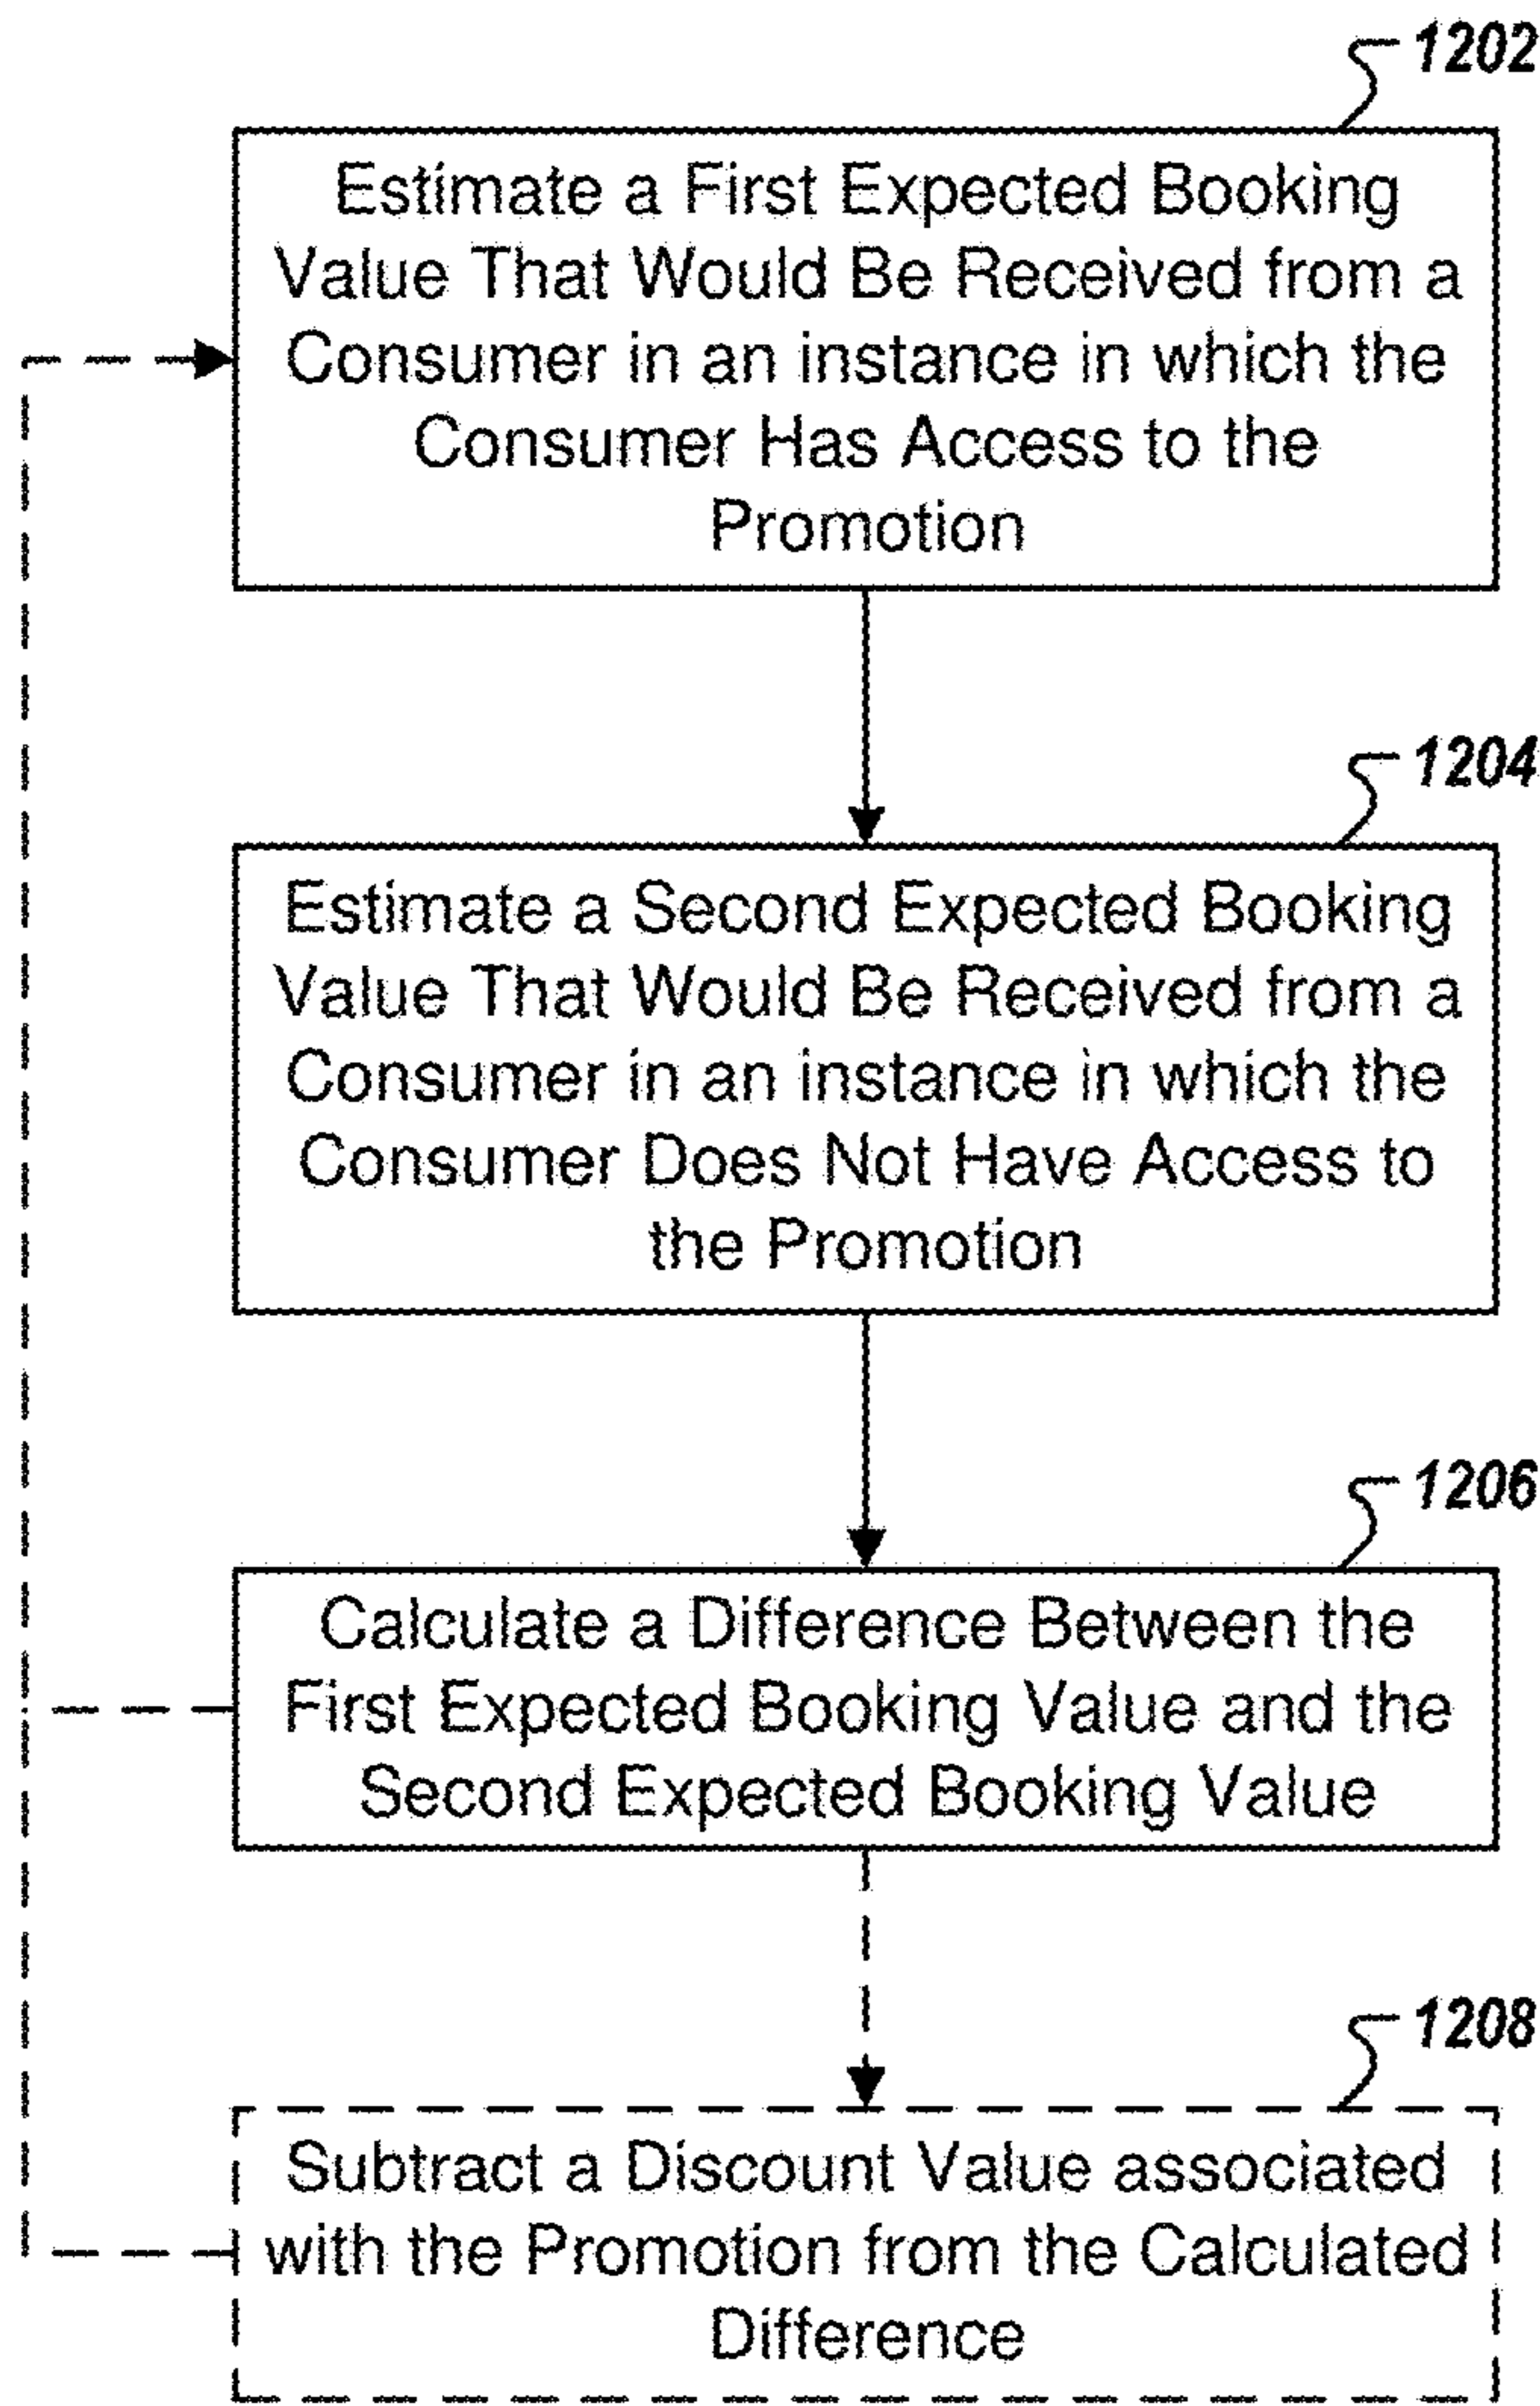 1202
Estimate a First Expected Booking
Value That Would Be Received from a
Consumer in an instance in which the
Consumer Has Access to the
Promotion
1204
Estimate a Second Expected Booking
Value That Would Be Received from a
Consumer in an instance in which the
Consumer Does Not Have Access to
the Promotion
1206
Calculate a Difference Between the
First Expected Booking Value and the
Second Expected Booking Value
1208
Subtract a Discount Value associated
with the Promotion from the Calculated
Difference